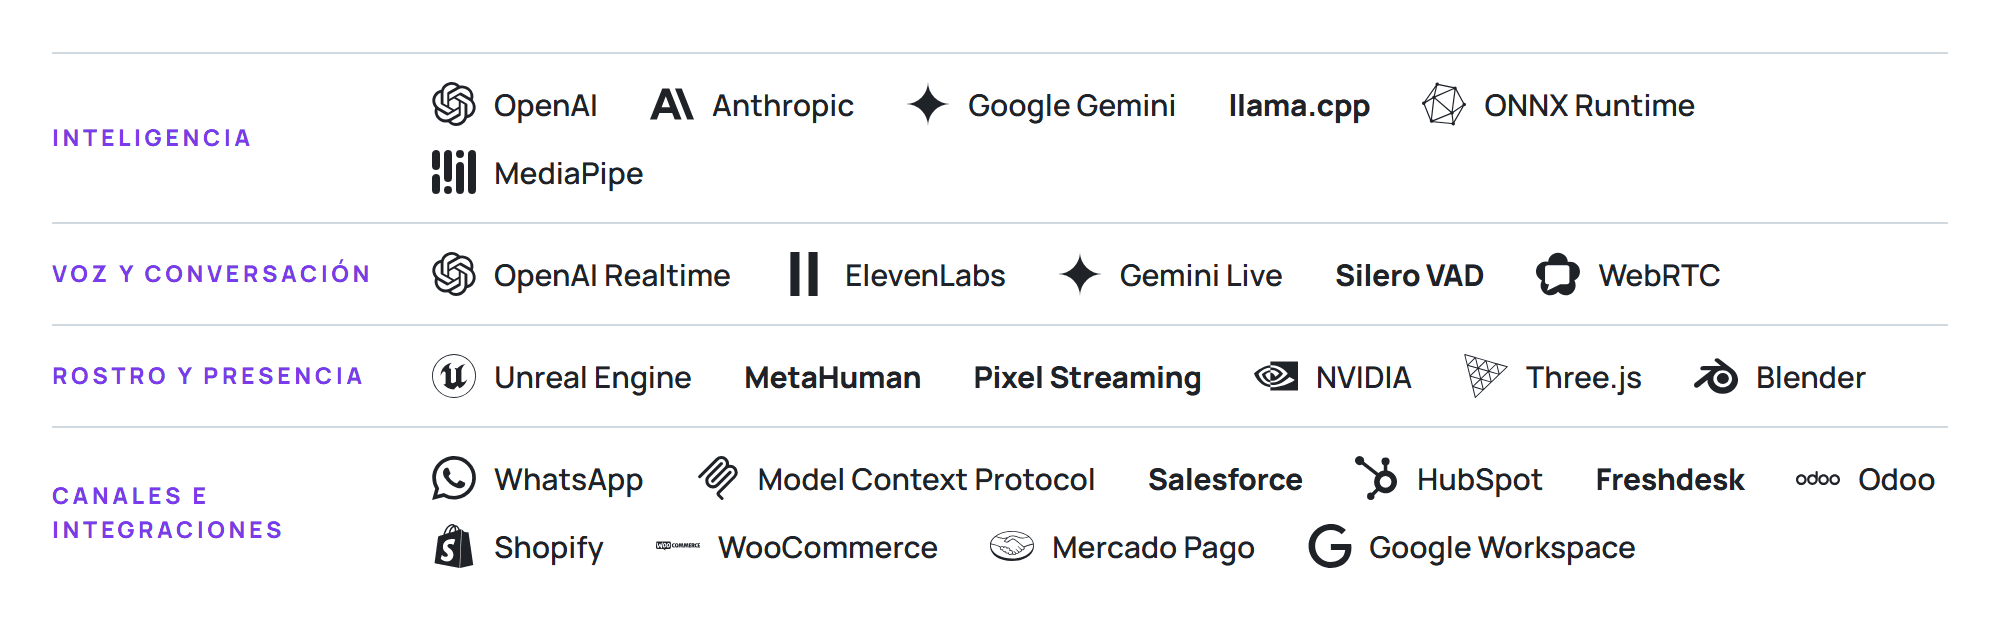 INTELIGENCIA
OpenAI Anthropic Google Gemini llama.cpp ONNX Runtime
MediaPipe
VOZ Y CONVERSACIÓN
OpenAI Realtime ElevenLabs Gemini Live Silero VAD WebRTC
ROSTRO Y PRESENCIA
Unreal Engine MetaHuman Pixel Streaming NVIDIA Three.js Blender
CANALES E
INTEGRACIONES
WhatsApp Model Context Protocol Salesforce HubSpot Freshdesk odoo Odoo
Shopify WOO COMMERCE WooCommerce Mercado Pago Google Workspace